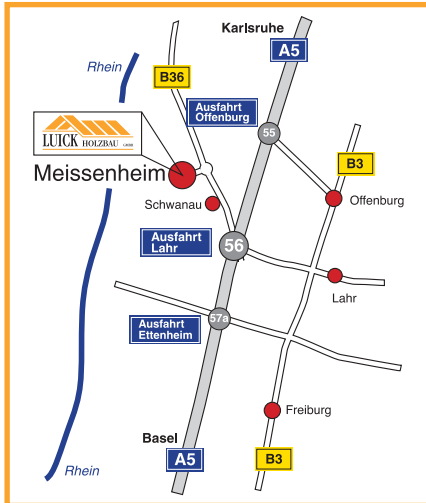 Karlsruhe
A5
Rhein
B36
Ausfahrt
Offenburg
55
LUICK HOLZBAU GMBH
B3
Meissenheim
Schwanau
Offenburg
Ausfahrt
Lahr
56
Lahr
57a
Ausfahrt
Ettenheim
Freiburg
Basel
A5
B3
Rhein